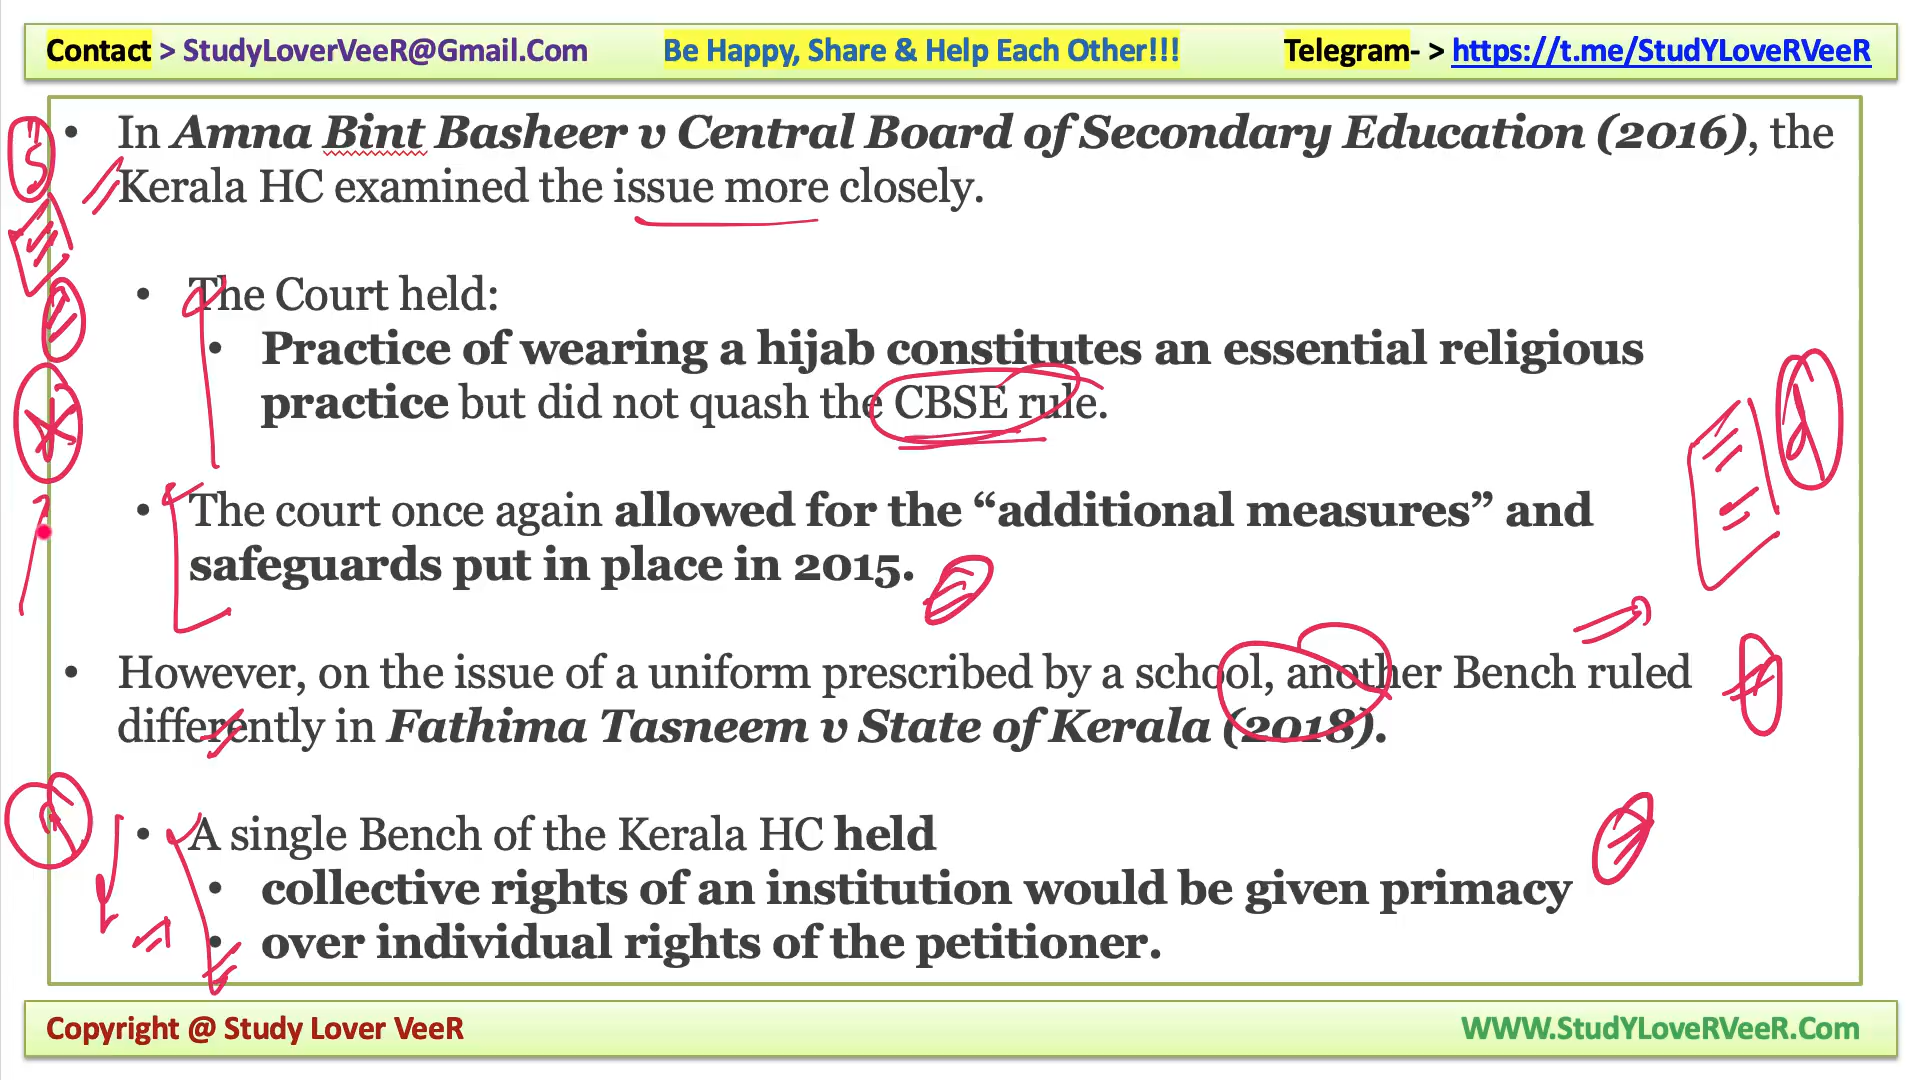 Contact > StudyLoverVeeR@Gmail.Com Be Happy, Share & Help Each Other!!! Telegram- > https://t.me/StudYLoveRVeeR
• In Amna Bint Basheer v Central Board of Secondary Education (2016), the
Kerala HC examined the issue more closely.
• The Court held:
• Practice of wearing a hijab constitutes an essential religious
practice but did not quash the CBSE rule.
• The court once again allowed for the “additional measures” and
safeguards put in place in 2015.
• However, on the issue of a uniform prescribed by a school, another Bench ruled
differently in Fathima Tasneem v State of Kerala (2018).
• A single Bench of the Kerala HC held
• collective rights of an institution would be given primacy
• over individual rights of the petitioner.
Copyright @ Study Lover VeeR WWW.StudYLoveRVeeR.Com